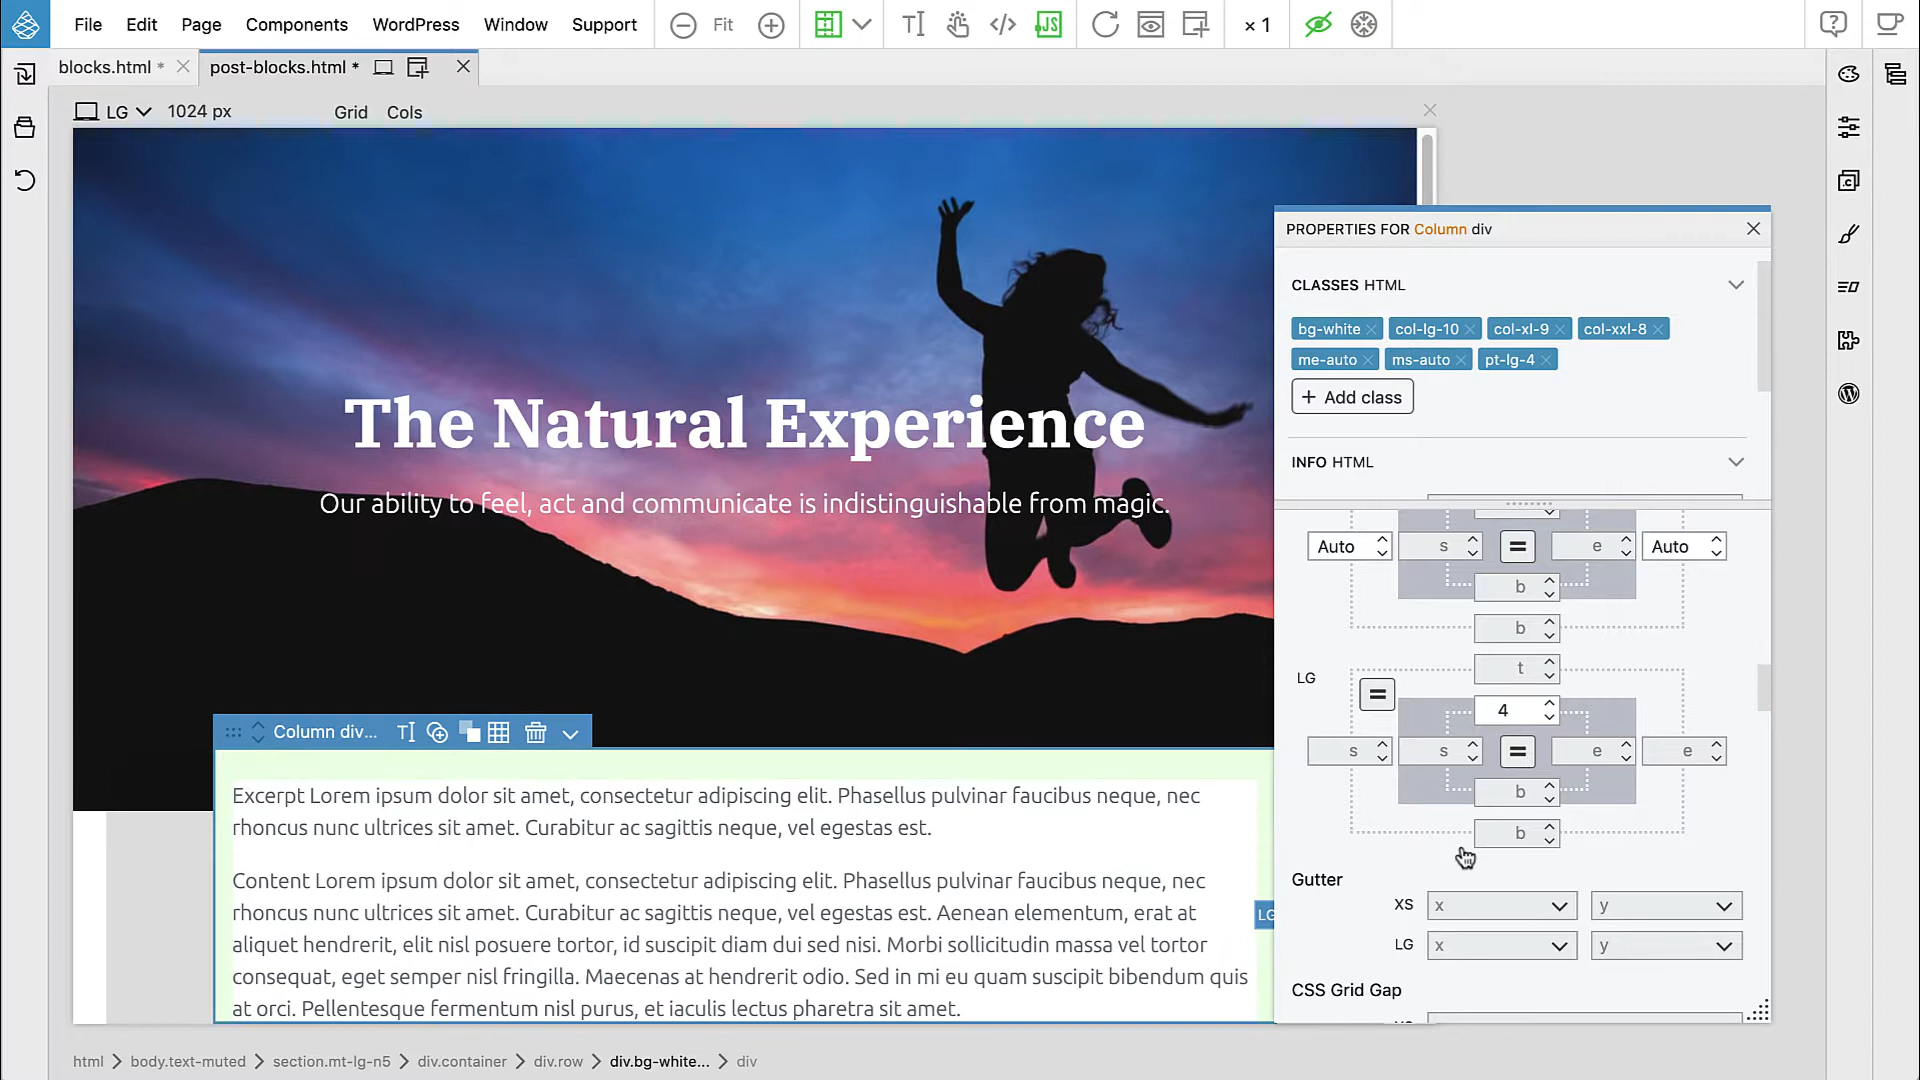 File Edit Page Components WordPress Window Support Fit JS × 1
blocks.html * post-blocks.html *
LG 1024 px Grid Cols
The Natural Experience
Our ability to feel, act and communicate is indistinguishable from magic.
Column div...
Excerpt Lorem ipsum dolor sit amet, consectetur adipiscing elit. Phasellus pulvinar faucibus neque, nec
rhoncus nunc ultrices sit amet. Curabitur ac sagittis neque, vel egestas est.
Content Lorem ipsum dolor sit amet, consectetur adipiscing elit. Phasellus pulvinar faucibus neque, nec
rhoncus nunc ultrices sit amet. Curabitur ac sagittis neque, vel egestas est. Aenean elementum, erat at
aliquet hendrerit, elit nisl posuere tortor, id suscipit diam dui sed nisi. Morbi sollicitudin massa vel tortor
consequat, eget semper nisl fringilla. Maecenas at hendrerit odio. Sed in mi eu quam suscipit bibendum quis
at orci. Pellentesque fermentum nisl purus, et iaculis lectus pharetra sit amet.
LG
PROPERTIES FOR Column div
CLASSES HTML
bg-white col-lg-10 col-xl-9 col-xxl-8
me-auto ms-auto pt-lg-4
+ Add class
INFO HTML
Auto s = e Auto
b
b
t
LG =
4
s s = e e
b
b
Gutter
XS x y
LG x y
CSS Grid Gap
html > body.text-muted > section.mt-lg-n5 > div.container > div.row > div.bg-white... > div